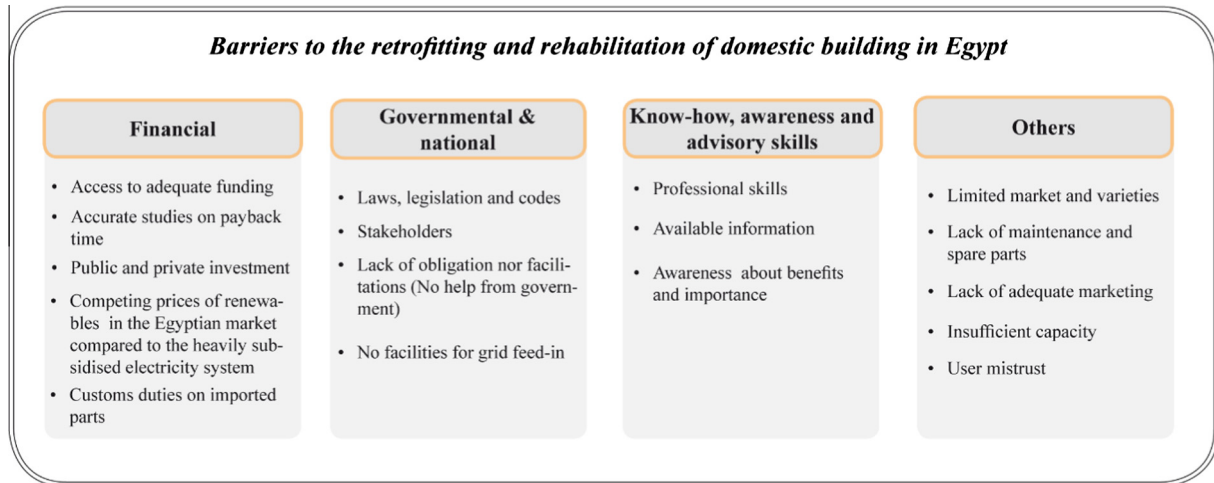 Barriers to the retrofitting and rehabilitation of domestic building in Egypt
Financial
• Access to adequate funding
• Accurate studies on payback
time
• Public and private investment
• Competing prices of renewa-
bles in the Egyptian market
compared to the heavily sub-
sidised electricity system
• Customs duties on imported
parts
Governmental &
national
• Laws, legislation and codes
• Stakeholders
• Lack of obligation nor facili-
tations (No help from govern-
ment)
• No facilities for grid feed-in
Know-how, awareness and
advisory skills
• Professional skills
• Available information
• Awareness about benefits
and importance
Others
• Limited market and varieties
• Lack of maintenance and
spare parts
• Lack of adequate marketing
• Insufficient capacity
• User mistrust